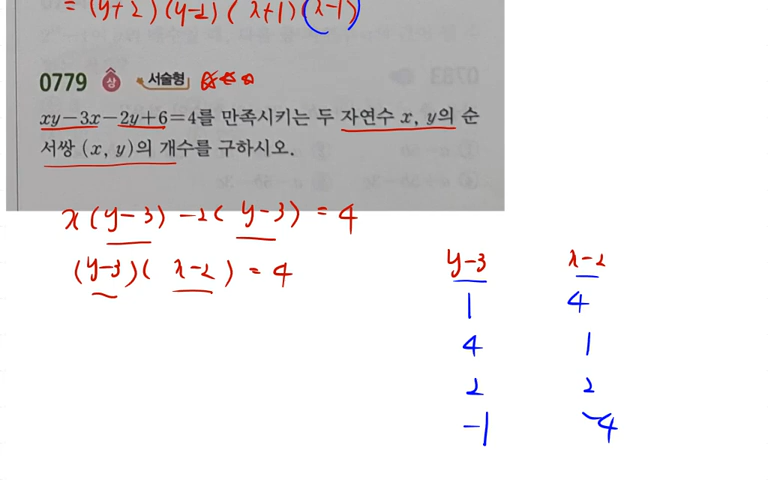 = (y+2)(y-2)(x+1)(x-1)
0779 상 서술형
xy-3x-2y+6=4를 만족시키는 두 자연수 x, y의 순
서쌍 (x, y)의 개수를 구하시오.
x(y-3)-2(y-3) = 4
(y-3)(x-2) = 4
y-3 x-2
1 4
4 1
2 2
-1 -4